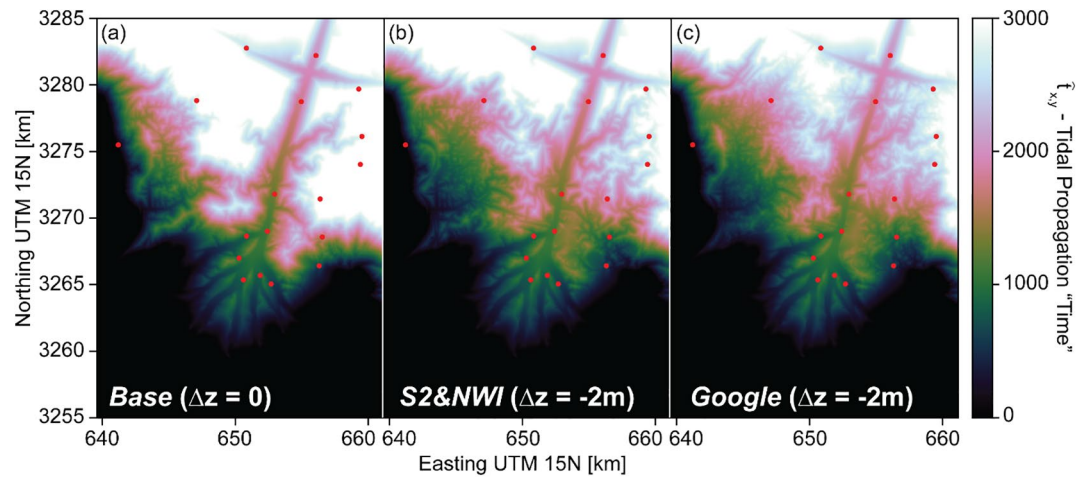 3285
3280
3275
3270
3265
3260
3255
Northing UTM 15N [km]
(a)
(b)
(c)
Base (Δz = 0)
S2&NWI (Δz = -2m)
Google (Δz = -2m)
640
650
660
640
650
660
640
650
660
Easting UTM 15N [km]
3000
2000
1000
0
t̂x,y - Tidal Propagation “Time”